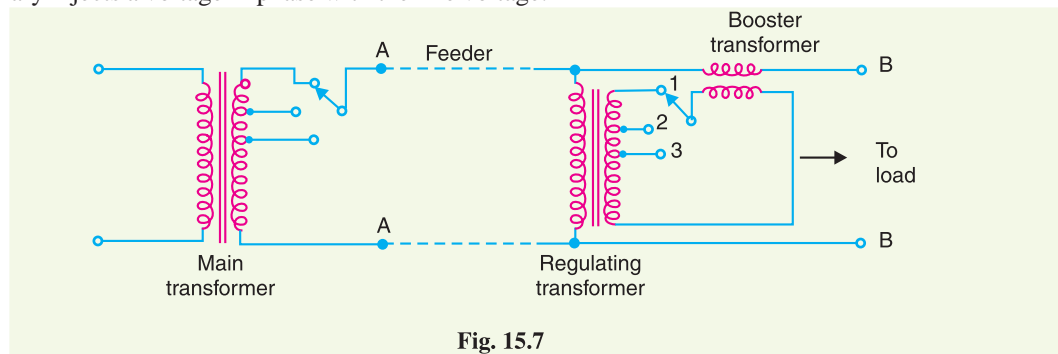 Booster
transformer
A
Feeder
B
1
2
3
To
load
A
B
Main
transformer
Regulating
transformer
Fig. 15.7